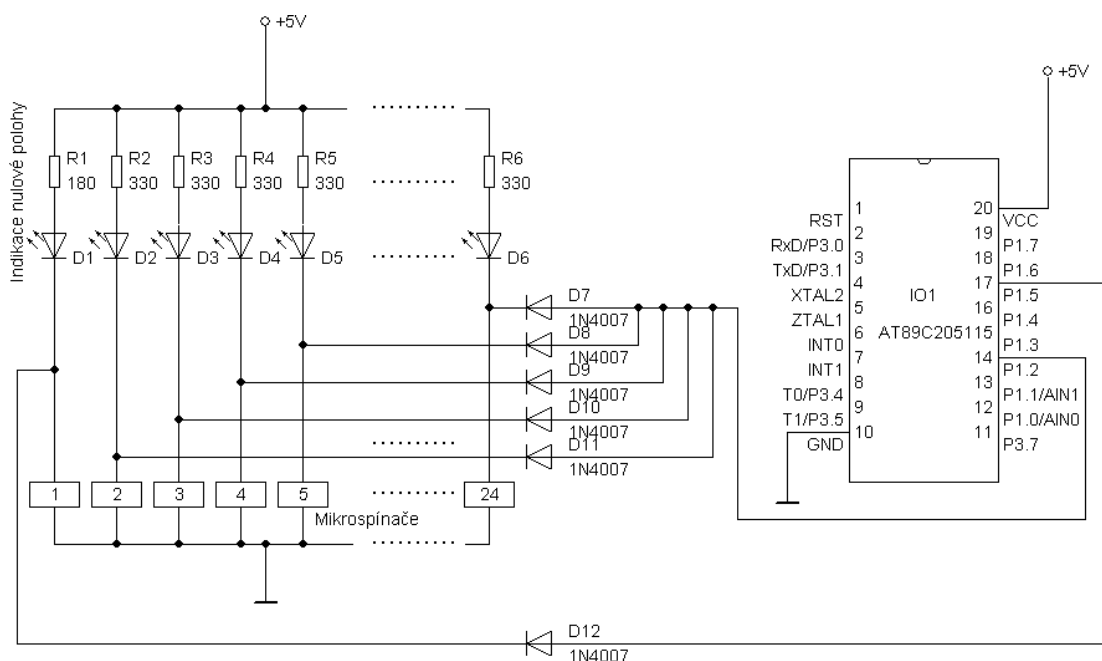 +5V
+5V
Indikace nulové polohy
R1
180
R2
330
R3
330
R4
330
R5
330
R6
330
D1
D2
D3
D4
D5
D6
D7
1N4007
D8
1N4007
D9
1N4007
D10
1N4007
D11
1N4007
1
2
3
4
5
24
Mikrospínače
D12
1N4007
1
RST
2
RxD/P3.0
3
TxD/P3.1
4
XTAL2
5
ZTAL1
6
INT0
7
INT1
8
T0/P3.4
9
T1/P3.5
10
GND
IO1
AT89C205115
20
VCC
19
P1.7
18
P1.6
17
P1.5
16
P1.4
P1.3
14
P1.2
13
P1.1/AIN1
12
P1.0/AIN0
11
P3.7